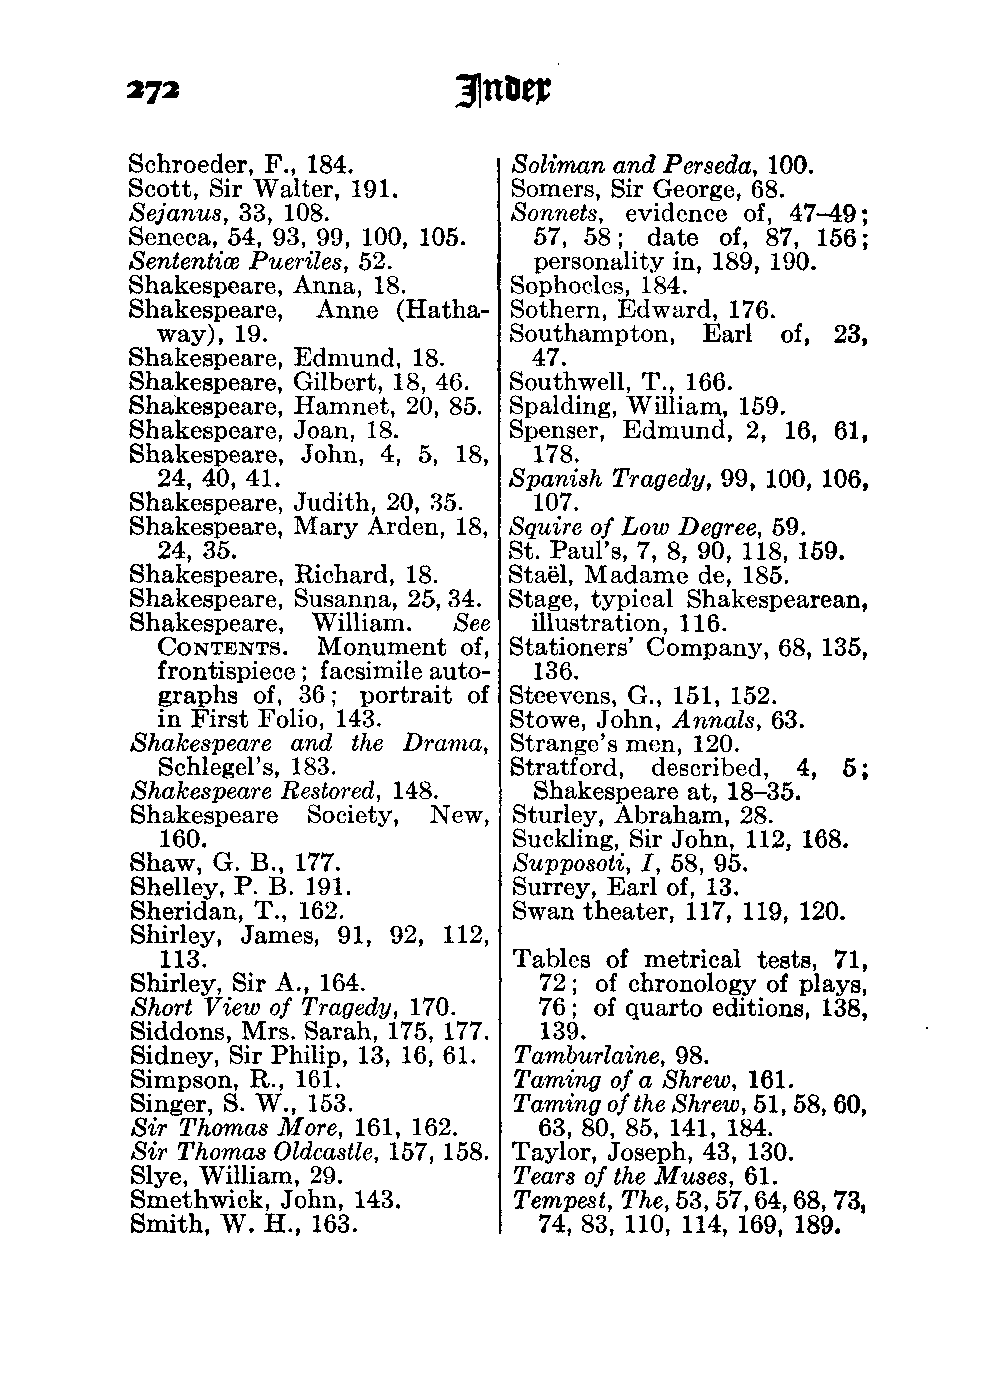 272
Index
Schroeder, F., 184.
Scott, Sir Walter, 191.
Sejanus, 33, 108.
Seneca, 54, 93, 99, 100, 105.
Sententiæ Pueriles, 52.
Shakespeare, Anna, 18.
Shakespeare, Anne (Hatha-
way), 19.
Shakespeare, Edmund, 18.
Shakespeare, Gilbert, 18, 46.
Shakespeare, Hamnet, 20, 85.
Shakespeare, Joan, 18.
Shakespeare, John, 4, 5, 18,
24, 40, 41.
Shakespeare, Judith, 20, 35.
Shakespeare, Mary Arden, 18,
24, 35.
Shakespeare, Richard, 18.
Shakespeare, Susanna, 25, 34.
Shakespeare, William. See
CONTENTS. Monument of,
frontispiece; facsimile auto-
graphs of, 36; portrait of
in First Folio, 143.
Shakespeare and the Drama,
Schlegel's, 183.
Shakespeare Restored, 148.
Shakespeare Society, New,
160.
Shaw, G. B., 177.
Shelley, P. B. 191.
Sheridan, T., 162.
Shirley, James, 91, 92, 112,
113.
Shirley, Sir A., 164.
Short View of Tragedy, 170.
Siddons, Mrs. Sarah, 175, 177.
Sidney, Sir Philip, 13, 16, 61.
Simpson, R., 161.
Singer, S. W., 153.
Sir Thomas More, 161, 162.
Sir Thomas Oldcastle, 157, 158.
Slye, William, 29.
Smethwick, John, 143.
Smith, W. H., 163.
Soliman and Perseda, 100.
Somers, Sir George, 68.
Sonnets, evidence of, 47–49;
57, 58; date of, 87, 156;
personality in, 189, 190.
Sophocles, 184.
Sothern, Edward, 176.
Southampton, Earl of, 23,
47.
Southwell, T., 166.
Spalding, William, 159.
Spenser, Edmund, 2, 16, 61,
178.
Spanish Tragedy, 99, 100, 106,
107.
Squire of Low Degree, 59.
St. Paul's, 7, 8, 90, 118, 159.
Staël, Madame de, 185.
Stage, typical Shakespearean,
illustration, 116.
Stationers' Company, 68, 135,
136.
Steevens, G., 151, 152.
Stowe, John, Annals, 63.
Strange's men, 120.
Stratford, described, 4, 5;
Shakespeare at, 18–35.
Sturley, Abraham, 28.
Suckling, Sir John, 112, 168.
Supposoti, I, 58, 95.
Surrey, Earl of, 13.
Swan theater, 117, 119, 120.
Tables of metrical tests, 71,
72; of chronology of plays,
76; of quarto editions, 138,
139.
Tamburlaine, 98.
Taming of a Shrew, 161.
Taming of the Shrew, 51, 58, 60,
63, 80, 85, 141, 184.
Taylor, Joseph, 43, 130.
Tears of the Muses, 61.
Tempest, The, 53, 57, 64, 68, 73,
74, 83, 110, 114, 169, 189.